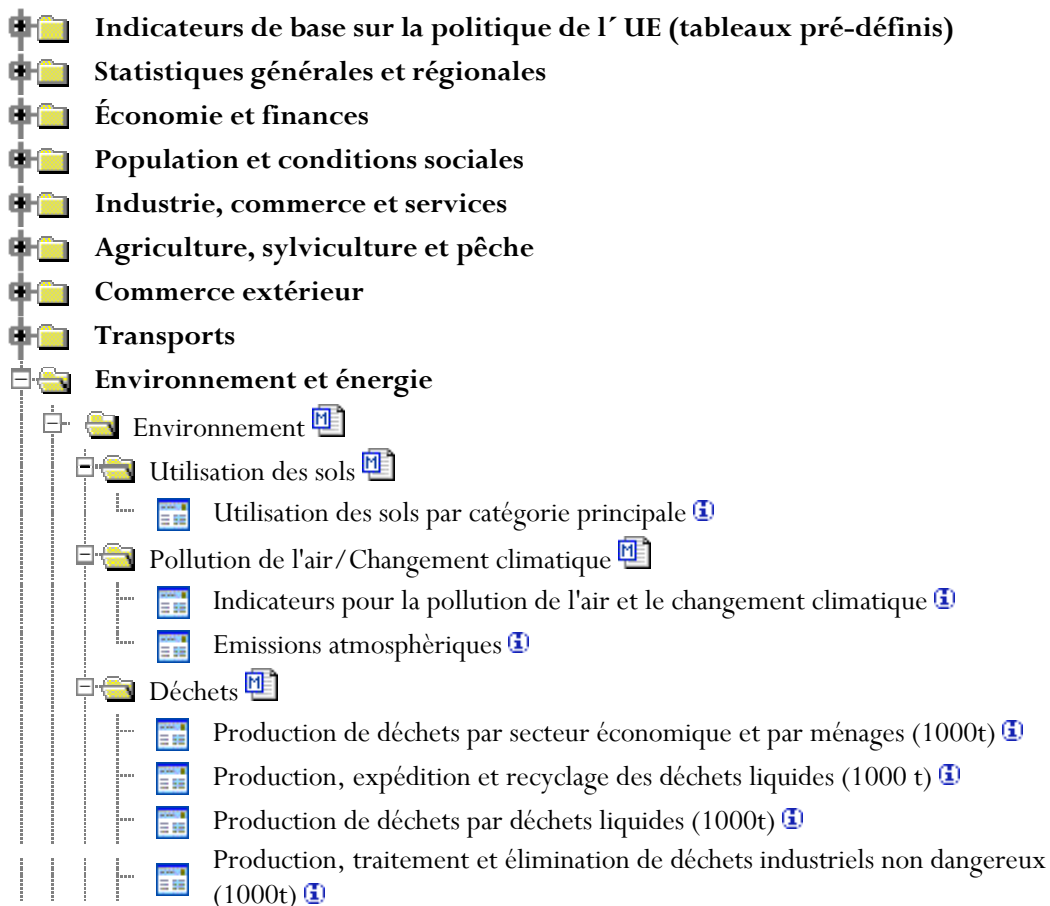 Indicateurs de base sur la politique de l´ UE (tableaux pré-définis)
Statistiques générales et régionales
Économie et finances
Population et conditions sociales
Industrie, commerce et services
Agriculture, sylviculture et pêche
Commerce extérieur
Transports
Environnement et énergie
Environnement M
Utilisation des sols M
Utilisation des sols par catégorie principale i
Pollution de l'air/Changement climatique M
Indicateurs pour la pollution de l'air et le changement climatique i
Emissions atmosphèriques i
Déchets M
Production de déchets par secteur économique et par ménages (1000t) i
Production, expédition et recyclage des déchets liquides (1000 t) i
Production de déchets par déchets liquides (1000t) i
Production, traitement et élimination de déchets industriels non dangereux
(1000t) i